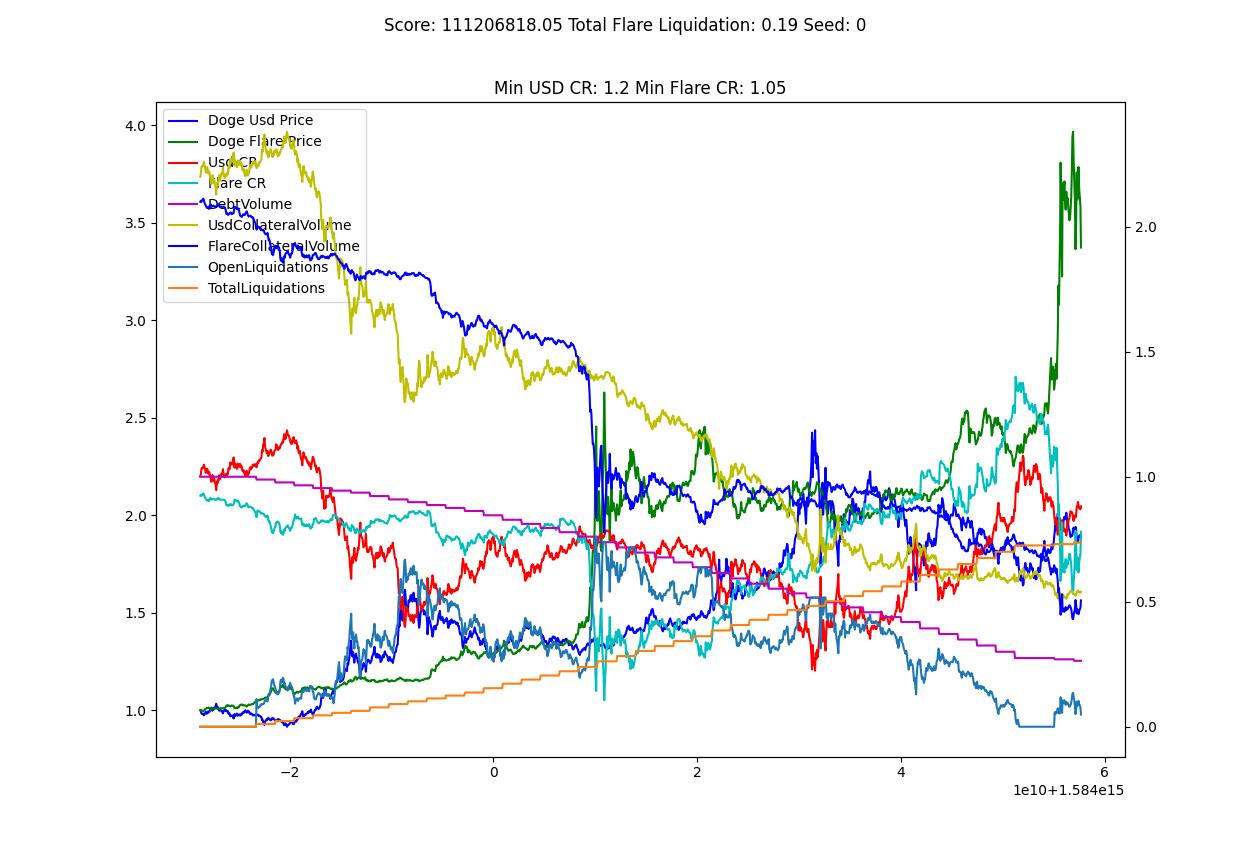 Score: 111206818.05 Total Flare Liquidation: 0.19 Seed: 0
Min USD CR: 1.2 Min Flare CR: 1.05
Doge Usd Price
Doge Flare Price
Usd CR
Flare CR
DebtVolume
UsdCollateralVolume
FlareCollateralVolume
OpenLiquidations
TotalLiquidations
4.0
3.5
3.0
2.5
2.0
1.5
1.0
2.0
1.5
1.0
0.5
0.0
−2
0
2
4
6
1e10+1.584e15